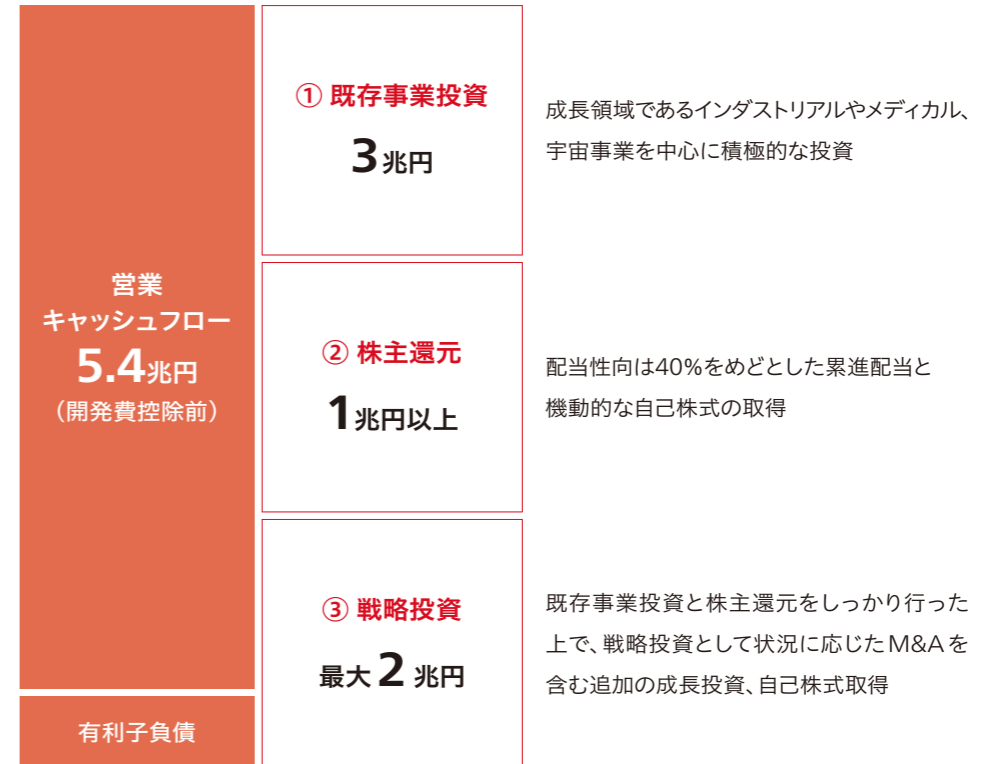 営業
キャッシュフロー
5.4兆円
（開発費控除前）
有利子負債
① 既存事業投資
3兆円
成長領域であるインダストリアルやメディカル、
宇宙事業を中心に積極的な投資
② 株主還元
1兆円以上
配当性向は40%をめどとした累進配当と
機動的な自己株式の取得
③ 戦略投資
最大2兆円
既存事業投資と株主還元をしっかり行った
上で、戦略投資として状況に応じたM&Aを
含む追加の成長投資、自己株式取得